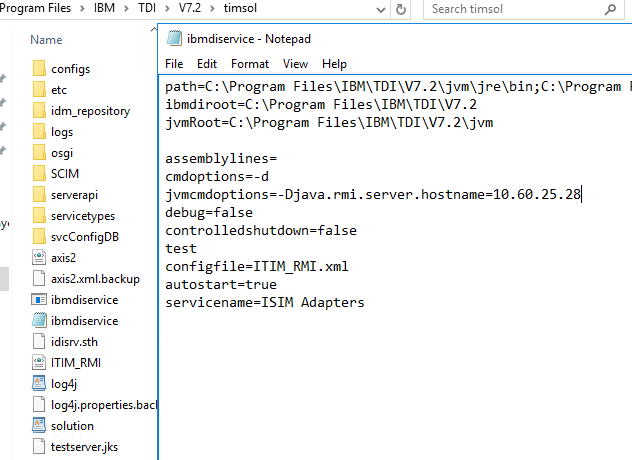 Program Files > IBM > TDI > V7.2 > timsol
Search timsol
Name
configs
etc
idm_repository
logs
osgi
SCIM
serverapi
servicetypes
svcConfigDB
axis2
axis2.xml.backup
ibmdiservice
ibmdiservice
idisrv.sth
ITIM_RMI
log4j
log4j.properties.bac
solution
testserver.jks
ibmdiservice - Notepad
File Edit Format View Help
path=C:\Program Files\IBM\TDI\V7.2\jvm\jre\bin;C:\Program F
ibmdiroot=C:\Program Files\IBM\TDI\V7.2
jvmRoot=C:\Program Files\IBM\TDI\V7.2\jvm
assemblylines=
cmdoptions=-d
jvmcmdoptions=-Djava.rmi.server.hostname=10.60.25.28
debug=false
controlledshutdown=false
test
configfile=ITIM_RMI.xml
autostart=true
servicename=ISIM Adapters